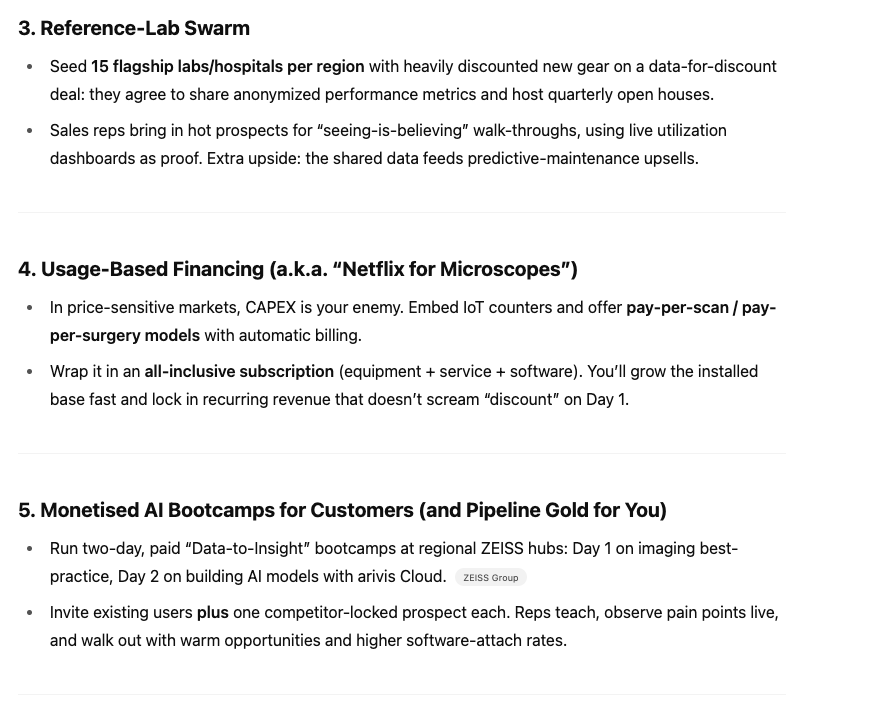 3. Reference-Lab Swarm
• Seed 15 flagship labs/hospitals per region with heavily discounted new gear on a data-for-discount
deal: they agree to share anonymized performance metrics and host quarterly open houses.
• Sales reps bring in hot prospects for “seeing-is-believing” walk-throughs, using live utilization
dashboards as proof. Extra upside: the shared data feeds predictive-maintenance upsells.
4. Usage-Based Financing (a.k.a. “Netflix for Microscopes”)
• In price-sensitive markets, CAPEX is your enemy. Embed IoT counters and offer pay-per-scan / pay-
per-surgery models with automatic billing.
• Wrap it in an all-inclusive subscription (equipment + service + software). You’ll grow the installed
base fast and lock in recurring revenue that doesn’t scream “discount” on Day 1.
5. Monetised AI Bootcamps for Customers (and Pipeline Gold for You)
• Run two-day, paid “Data-to-Insight” bootcamps at regional ZEISS hubs: Day 1 on imaging best-
practice, Day 2 on building AI models with arivis Cloud. ZEISS Group
• Invite existing users plus one competitor-locked prospect each. Reps teach, observe pain points live,
and walk out with warm opportunities and higher software-attach rates.